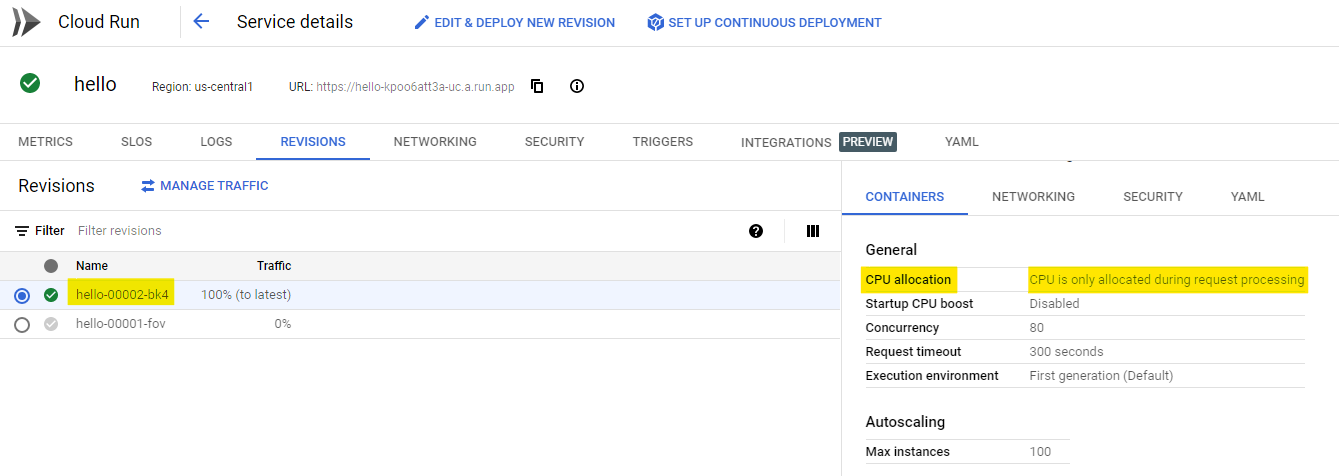 Cloud Run Service details EDIT & DEPLOY NEW REVISION SET UP CONTINUOUS DEPLOYMENT
hello Region: us-central1 URL: https://hello-kpoo6att3a-uc.a.run.app
METRICS SLOS LOGS REVISIONS NETWORKING SECURITY TRIGGERS INTEGRATIONS PREVIEW YAML
Revisions MANAGE TRAFFIC
Filter Filter revisions
Name Traffic
hello-00002-bk4 100% (to latest)
hello-00001-fov 0%
CONTAINERS NETWORKING SECURITY YAML
General
CPU allocation CPU is only allocated during request processing
Startup CPU boost Disabled
Concurrency 80
Request timeout 300 seconds
Execution environment First generation (Default)
Autoscaling
Max instances 100